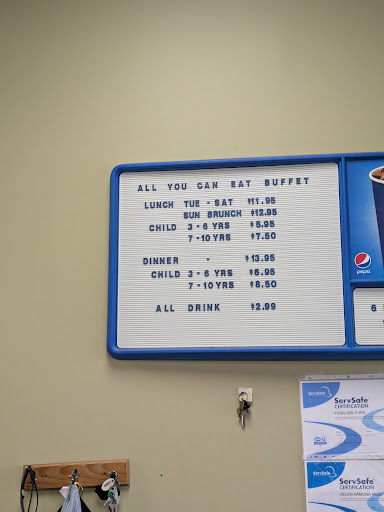 ALL YOU CAN EAT BUFFET
LUNCH TUE - SAT $11.95
SUN BRUNCH $12.95
CHILD 3 - 6 YRS $5.95
7 - 10 YRS $7.50
DINNER - $13.95
CHILD 3 - 6 YRS $6.95
7 - 10 YRS $8.50
ALL DRINK $2.99
pepsi
6
ServSafe
CERTIFICATION
ServSafe
CERTIFICATION